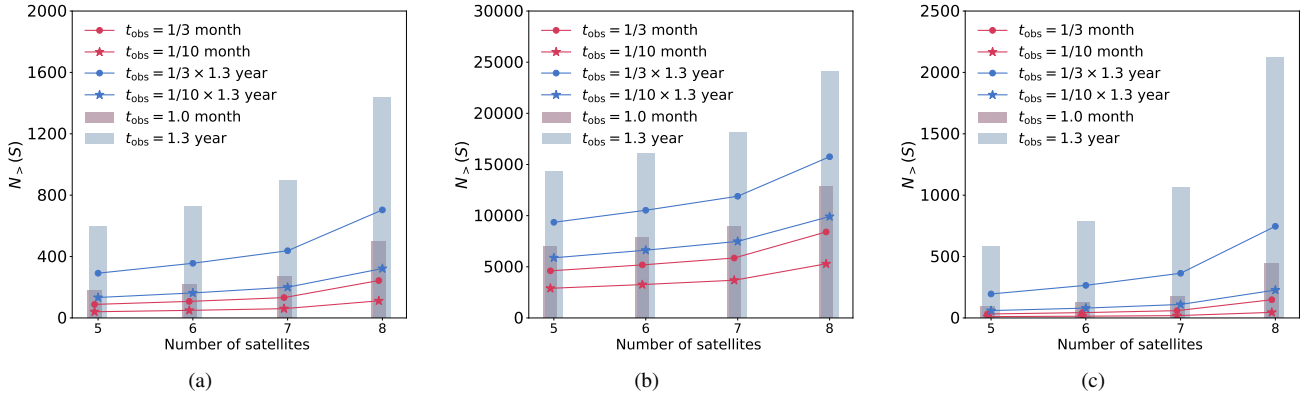 2000
1600
1200
800
400
0
N_>(S)
t_obs = 1/3 month
t_obs = 1/10 month
t_obs = 1/3 × 1.3 year
t_obs = 1/10 × 1.3 year
t_obs = 1.0 month
t_obs = 1.3 year
5 6 7 8
Number of satellites
(a)
30000
25000
20000
15000
10000
5000
0
N_>(S)
t_obs = 1/3 month
t_obs = 1/10 month
t_obs = 1/3 × 1.3 year
t_obs = 1/10 × 1.3 year
t_obs = 1.0 month
t_obs = 1.3 year
5 6 7 8
Number of satellites
(b)
2500
2000
1500
1000
500
0
N_>(S)
t_obs = 1/3 month
t_obs = 1/10 month
t_obs = 1/3 × 1.3 year
t_obs = 1/10 × 1.3 year
t_obs = 1.0 month
t_obs = 1.3 year
5 6 7 8
Number of satellites
(c)